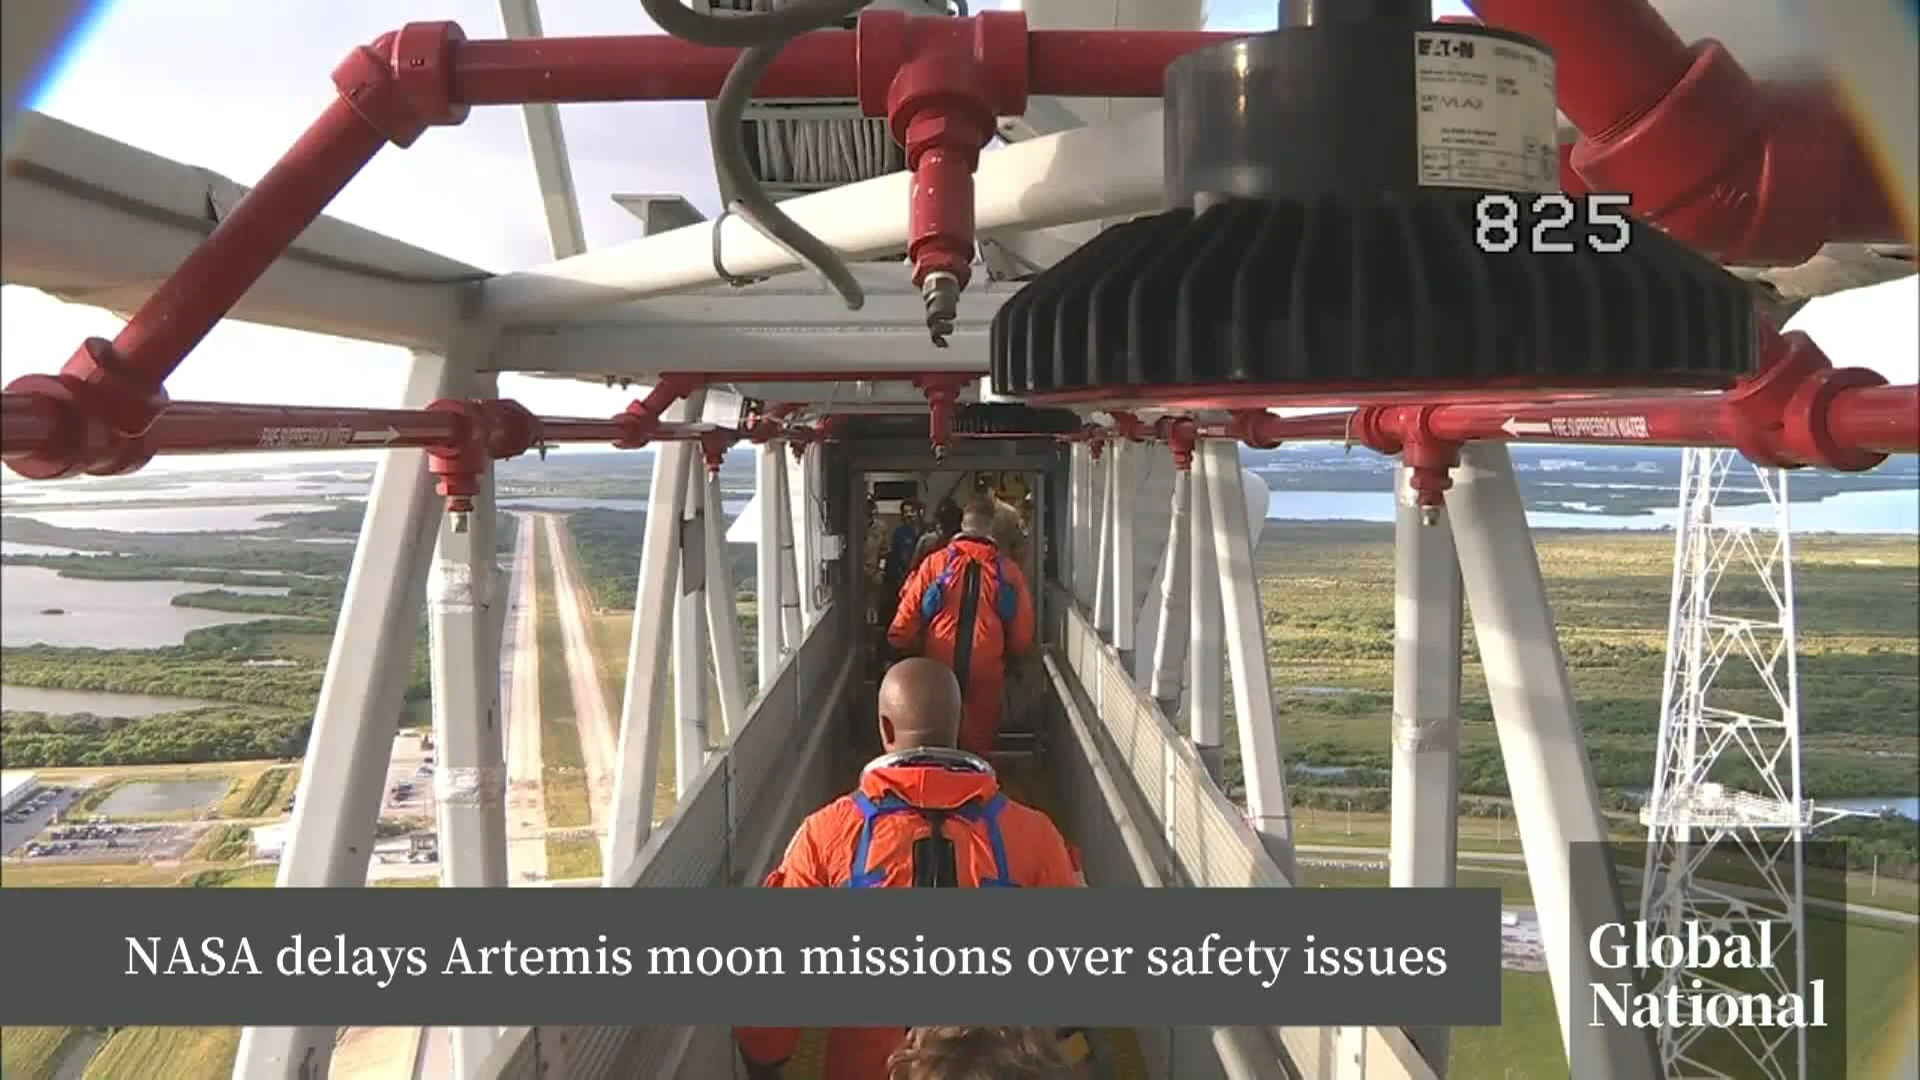 EATON
825
FIRE SUPPRESSION WATER
FIRE SUPPRESSION WATER
NASA delays Artemis moon missions over safety issues
Global
National